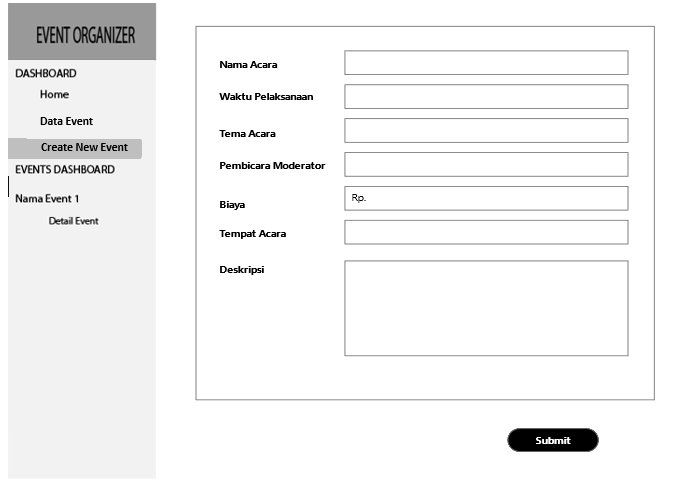 EVENT ORGANIZER
DASHBOARD
Home
Data Event
Create New Event
EVENTS DASHBOARD
Nama Event 1
Detail Event
Nama Acara
Waktu Pelaksanaan
Tema Acara
Pembicara Moderator
Biaya
Rp.
Tempat Acara
Deskripsi
Submit